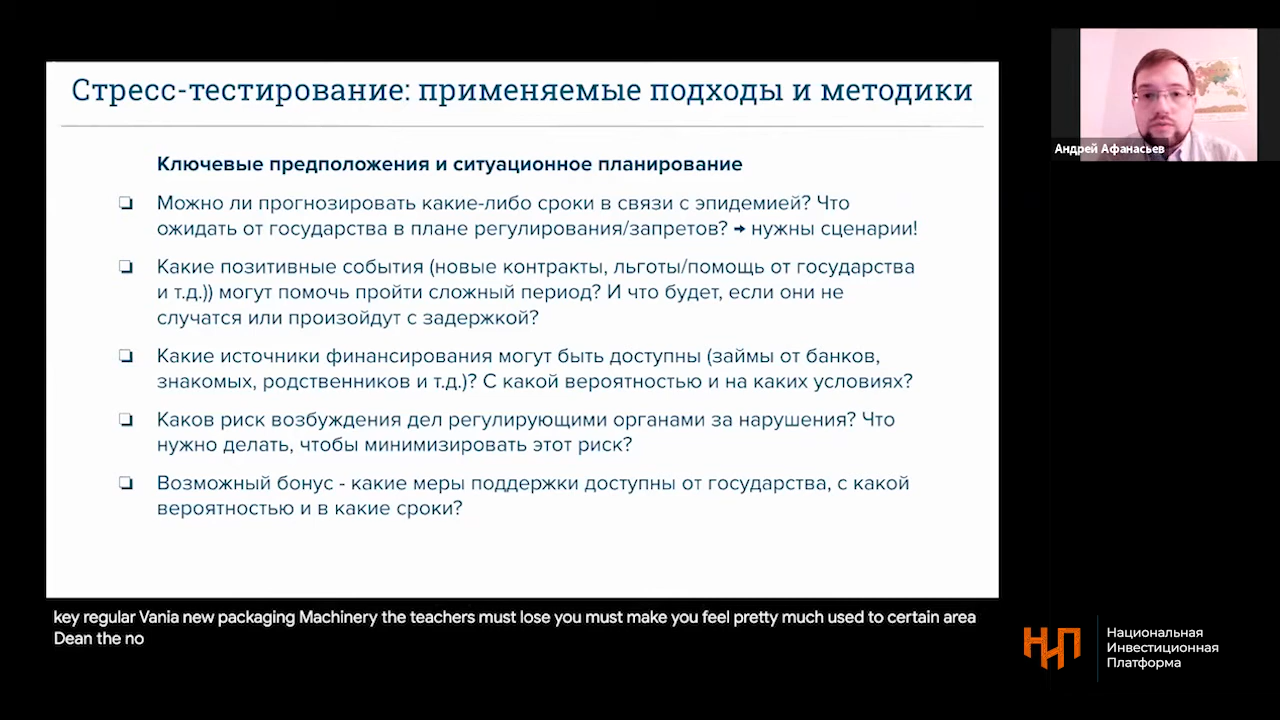 Стресс-тестирование: применяемые подходы и методики
Ключевые предположения и ситуационное планирование
❏ Можно ли прогнозировать какие-либо сроки в связи с эпидемией? Что
ожидать от государства в плане регулирования/запретов? → нужны сценарии!
❏ Какие позитивные события (новые контракты, льготы/помощь от государства
и т.д.)) могут помочь пройти сложный период? И что будет, если они не
случатся или произойдут с задержкой?
❏ Какие источники финансирования могут быть доступны (займы от банков,
знакомых, родственников и т.д.)? С какой вероятностью и на каких условиях?
❏ Каков риск возбуждения дел регулирующими органами за нарушения? Что
нужно делать, чтобы минимизировать этот риск?
❏ Возможный бонус - какие меры поддержки доступны от государства, с какой
вероятностью и в какие сроки?
Андрей Афанасьев
key regular Vania new packaging Machinery the teachers must lose you must make you feel pretty much used to certain area
Dean the no
НИП
Национальная
Инвестиционная
Платформа